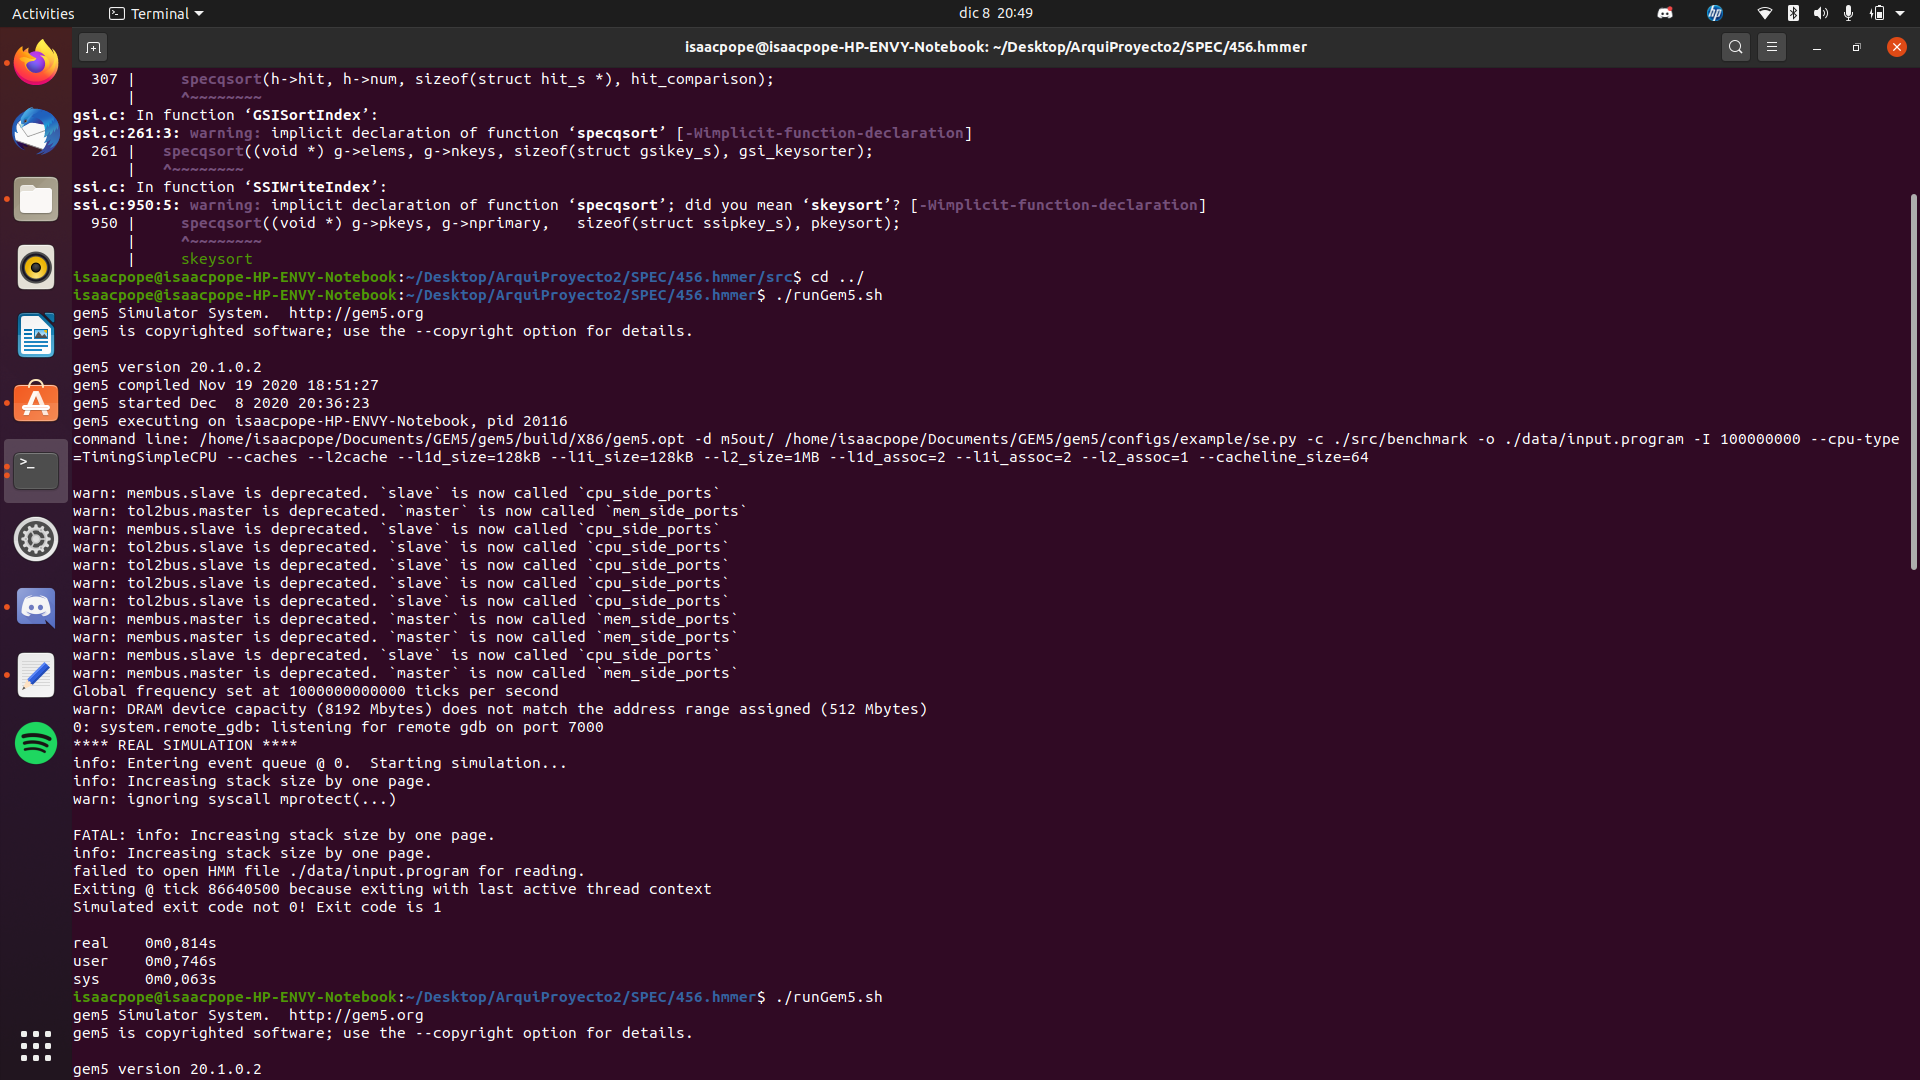 Activities
Terminal
dic 8 20:49
isaacpope@isaacpope-HP-ENVY-Notebook: ~/Desktop/ArquiProyecto2/SPEC/456.hmmer
307 |     specqsort(h->hit, h->num, sizeof(struct hit_s *), hit_comparison);
|     ^~~~~~~~~
gsi.c: In function ‘GSISortIndex’:
gsi.c:261:3: warning: implicit declaration of function ‘specqsort’ [-Wimplicit-function-declaration]
261 |   specqsort((void *) g->elems, g->nkeys, sizeof(struct gsikey_s), gsi_keysorter);
|   ^~~~~~~~~
ssi.c: In function ‘SSIWriteIndex’:
ssi.c:950:5: warning: implicit declaration of function ‘specqsort’; did you mean ‘skeysort’? [-Wimplicit-function-declaration]
950 |     specqsort((void *) g->pkeys, g->nprimary,   sizeof(struct ssipkey_s), pkeysort);
|     ^~~~~~~~~
|     skeysort
isaacpope@isaacpope-HP-ENVY-Notebook:~/Desktop/ArquiProyecto2/SPEC/456.hmmer/src$ cd ../
isaacpope@isaacpope-HP-ENVY-Notebook:~/Desktop/ArquiProyecto2/SPEC/456.hmmer$ ./runGem5.sh
gem5 Simulator System.  http://gem5.org
gem5 is copyrighted software; use the --copyright option for details.
gem5 version 20.1.0.2
gem5 compiled Nov 19 2020 18:51:27
gem5 started Dec  8 2020 20:36:23
gem5 executing on isaacpope-HP-ENVY-Notebook, pid 20116
command line: /home/isaacpope/Documents/GEM5/gem5/build/X86/gem5.opt -d m5out/ /home/isaacpope/Documents/GEM5/gem5/configs/example/se.py -c ./src/benchmark -o ./data/input.program -I 100000000 --cpu-type
=TimingSimpleCPU --caches --l2cache --l1d_size=128kB --l1i_size=128kB --l2_size=1MB --l1d_assoc=2 --l1i_assoc=2 --l2_assoc=1 --cacheline_size=64
warn: membus.slave is deprecated. `slave` is now called `cpu_side_ports`
warn: tol2bus.master is deprecated. `master` is now called `mem_side_ports`
warn: membus.slave is deprecated. `slave` is now called `cpu_side_ports`
warn: tol2bus.slave is deprecated. `slave` is now called `cpu_side_ports`
warn: tol2bus.slave is deprecated. `slave` is now called `cpu_side_ports`
warn: tol2bus.slave is deprecated. `slave` is now called `cpu_side_ports`
warn: tol2bus.slave is deprecated. `slave` is now called `cpu_side_ports`
warn: membus.master is deprecated. `master` is now called `mem_side_ports`
warn: membus.master is deprecated. `master` is now called `mem_side_ports`
warn: membus.slave is deprecated. `slave` is now called `cpu_side_ports`
warn: membus.master is deprecated. `master` is now called `mem_side_ports`
Global frequency set at 1000000000000 ticks per second
warn: DRAM device capacity (8192 Mbytes) does not match the address range assigned (512 Mbytes)
0: system.remote_gdb: listening for remote gdb on port 7000
**** REAL SIMULATION ****
info: Entering event queue @ 0.  Starting simulation...
info: Increasing stack size by one page.
warn: ignoring syscall mprotect(...)
FATAL: info: Increasing stack size by one page.
info: Increasing stack size by one page.
failed to open HMM file ./data/input.program for reading.
Exiting @ tick 86640500 because exiting with last active thread context
Simulated exit code not 0! Exit code is 1
real    0m0,814s
user    0m0,746s
sys     0m0,063s
isaacpope@isaacpope-HP-ENVY-Notebook:~/Desktop/ArquiProyecto2/SPEC/456.hmmer$ ./runGem5.sh
gem5 Simulator System.  http://gem5.org
gem5 is copyrighted software; use the --copyright option for details.
gem5 version 20.1.0.2